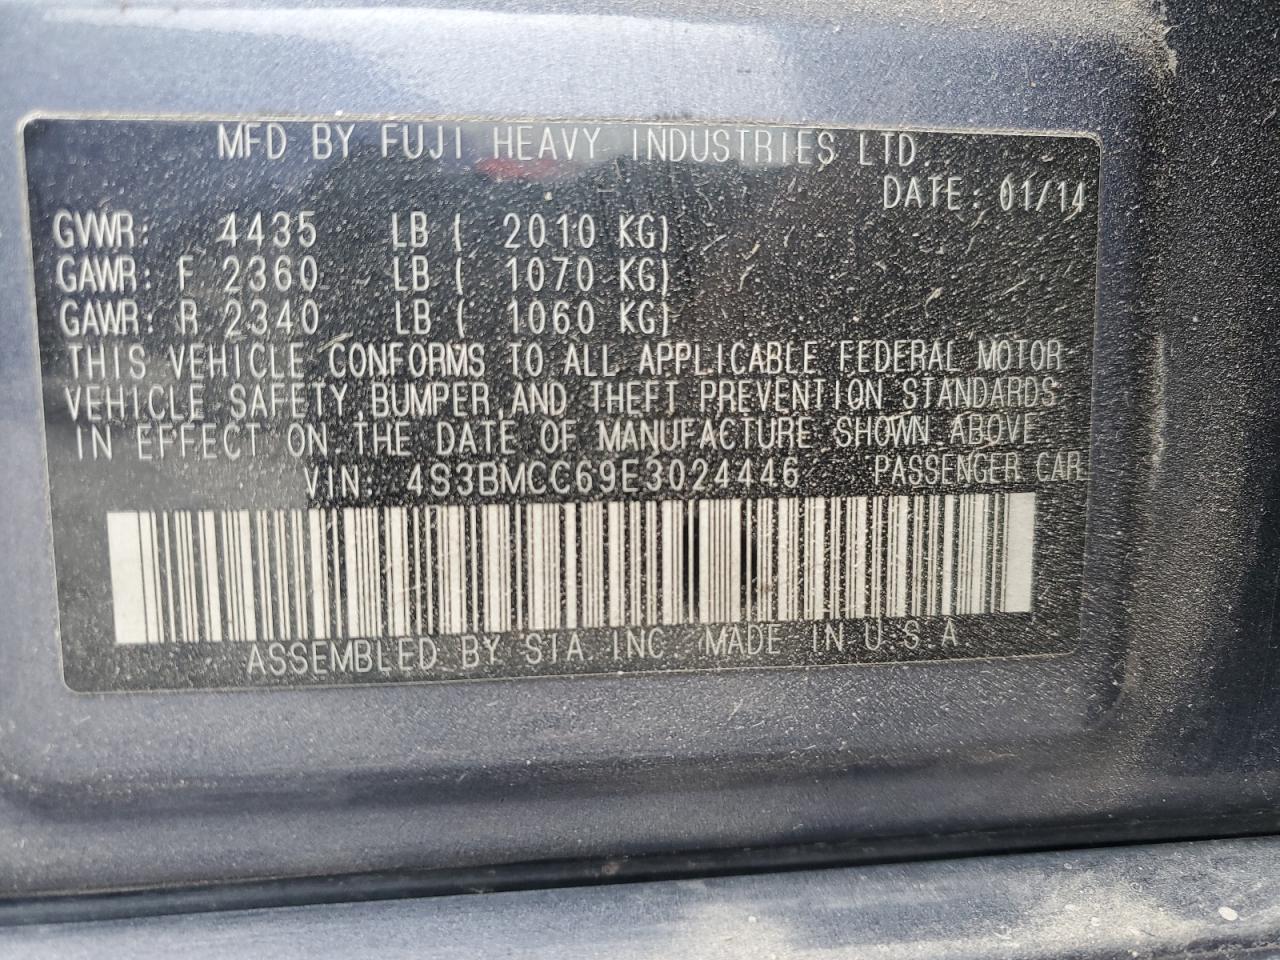 MFD BY FUJI HEAVY INDUSTRIES LTD.
DATE: 01/14
GVWR: 4435 LB ( 2010 KG)
GAWR: F 2360 LB ( 1070 KG)
GAWR: R 2340 LB ( 1060 KG)
THIS VEHICLE CONFORMS TO ALL APPLICABLE FEDERAL MOTOR
VEHICLE SAFETY, BUMPER, AND THEFT PREVENTION STANDARDS
IN EFFECT ON THE DATE OF MANUFACTURE SHOWN ABOVE
VIN: 4S3BMCC69E3024446 PASSENGER CAR
ASSEMBLED BY SIA INC. MADE IN U.S.A